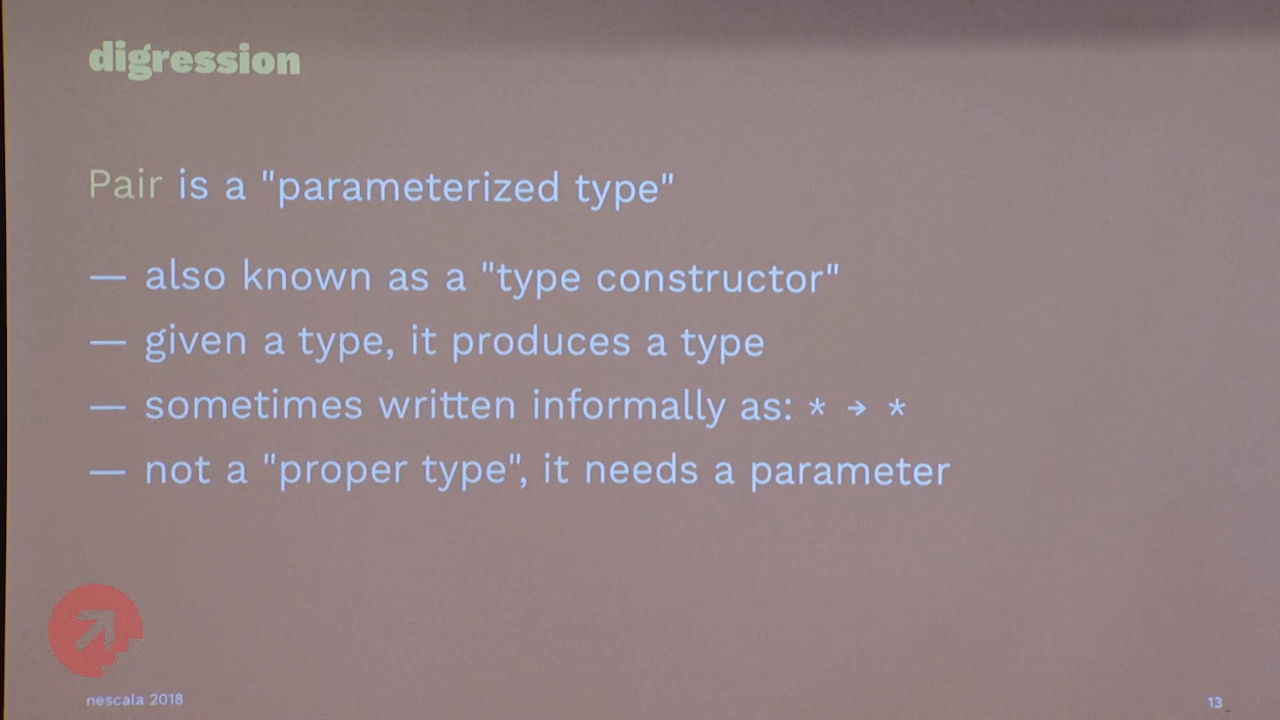 digression
Pair is a "parameterized type"
— also known as a "type constructor"
— given a type, it produces a type
— sometimes written informally as: * → *
— not a "proper type", it needs a parameter
nescala 2018
13